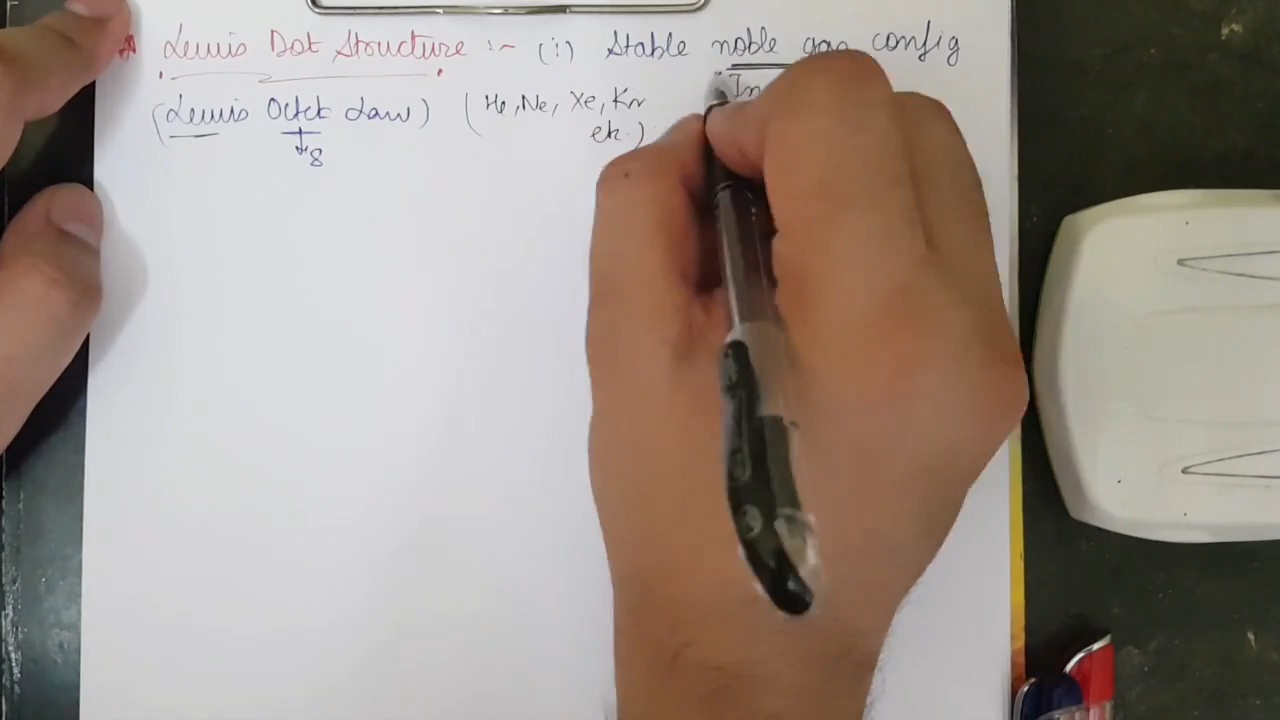 Lewis Dot Structure :- (i) Stable noble gas config
(Lewis Octet Law) (He, Ne, Xe, Kr
etc.)
↓8